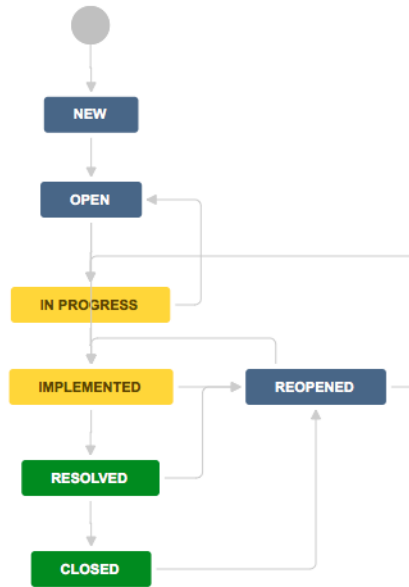 NEW
OPEN
IN PROGRESS
IMPLEMENTED
REOPENED
RESOLVED
CLOSED